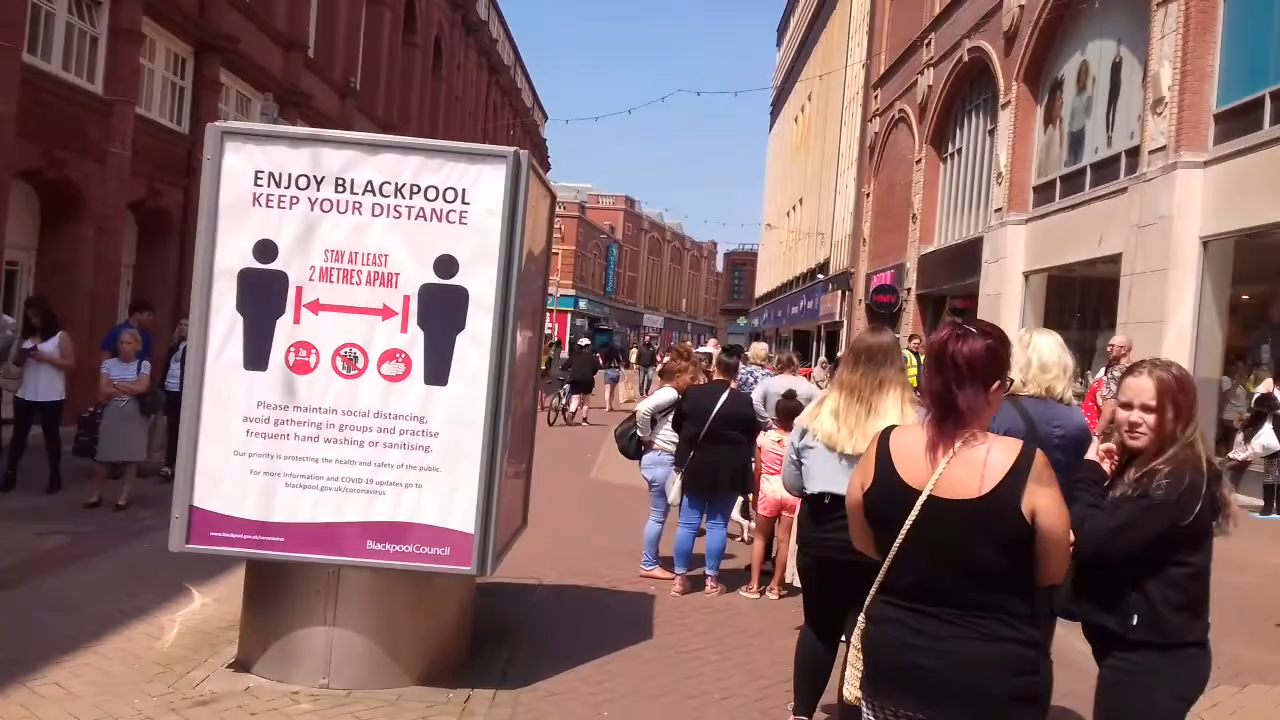 ENJOY BLACKPOOL
KEEP YOUR DISTANCE
STAY AT LEAST
2 METRES APART
2m
Please maintain social distancing,
avoid gathering in groups and practise
frequent hand washing or sanitising.
Our priority is protecting the health and safety of the public.
For more information and COVID-19 updates go to
blackpool.gov.uk/coronavirus
www.blackpool.gov.uk/coronavirus
BlackpoolCouncil
Poundland
HMV